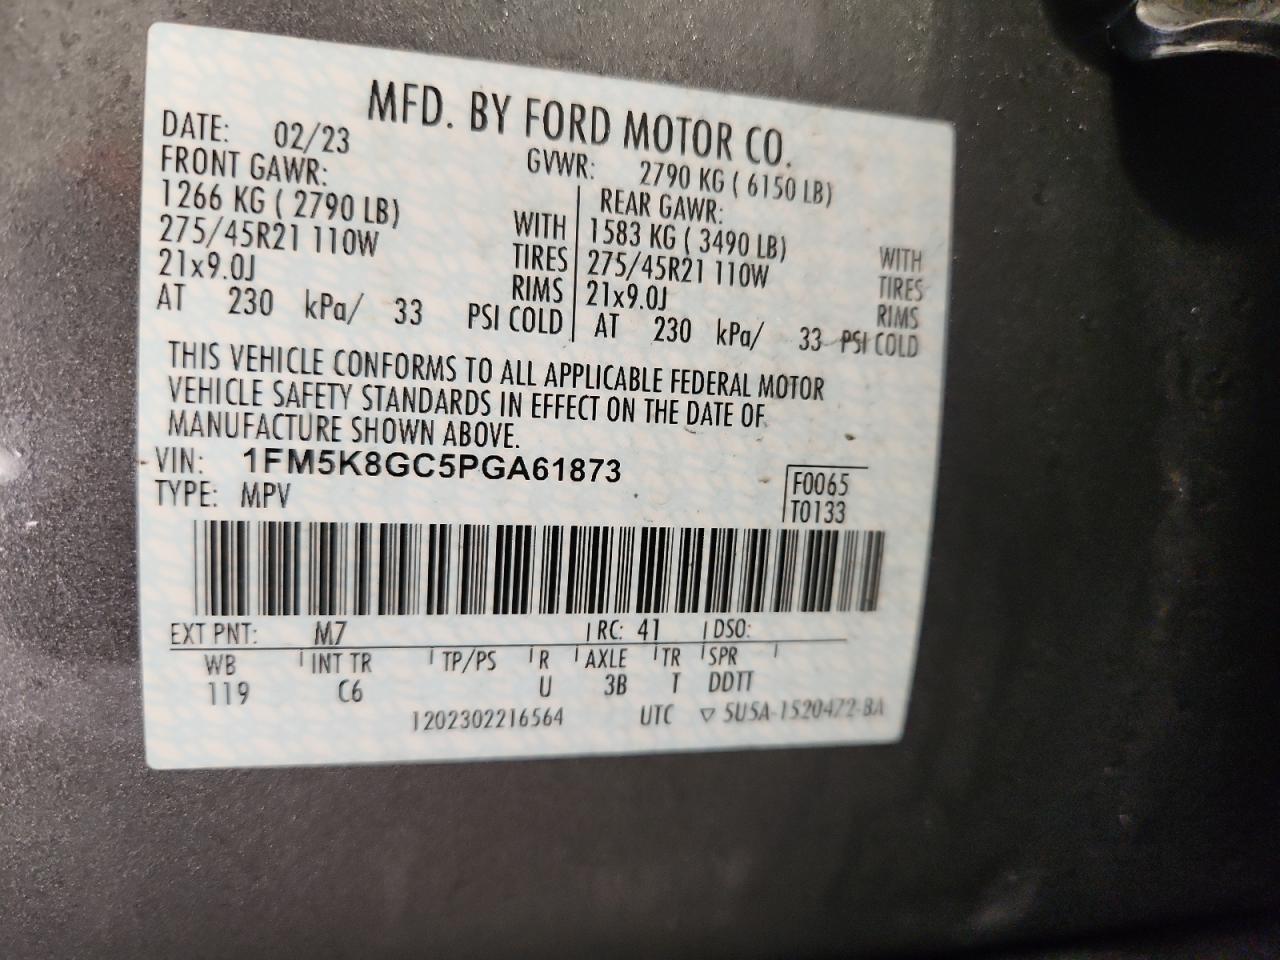 MFD. BY FORD MOTOR CO.
DATE: 02/23 GVWR: 2790 KG ( 6150 LB)
FRONT GAWR: REAR GAWR:
1266 KG ( 2790 LB) WITH 1583 KG ( 3490 LB) WITH
275/45R21 110W TIRES 275/45R21 110W TIRES
21x9.0J RIMS 21x9.0J RIMS
AT 230 kPa/ 33 PSI COLD AT 230 kPa/ 33 PSI COLD
THIS VEHICLE CONFORMS TO ALL APPLICABLE FEDERAL MOTOR
VEHICLE SAFETY STANDARDS IN EFFECT ON THE DATE OF
MANUFACTURE SHOWN ABOVE.
VIN: 1FM5K8GC5PGA61873
TYPE: MPV
F0065
T0133
EXT PNT: M7 RC: 41 DSO:
WB INT TR TP/PS R AXLE TR SPR
119 C6 U 3B T DDTT
1202302216564 UTC ▽ 5U5A-1520472-BA